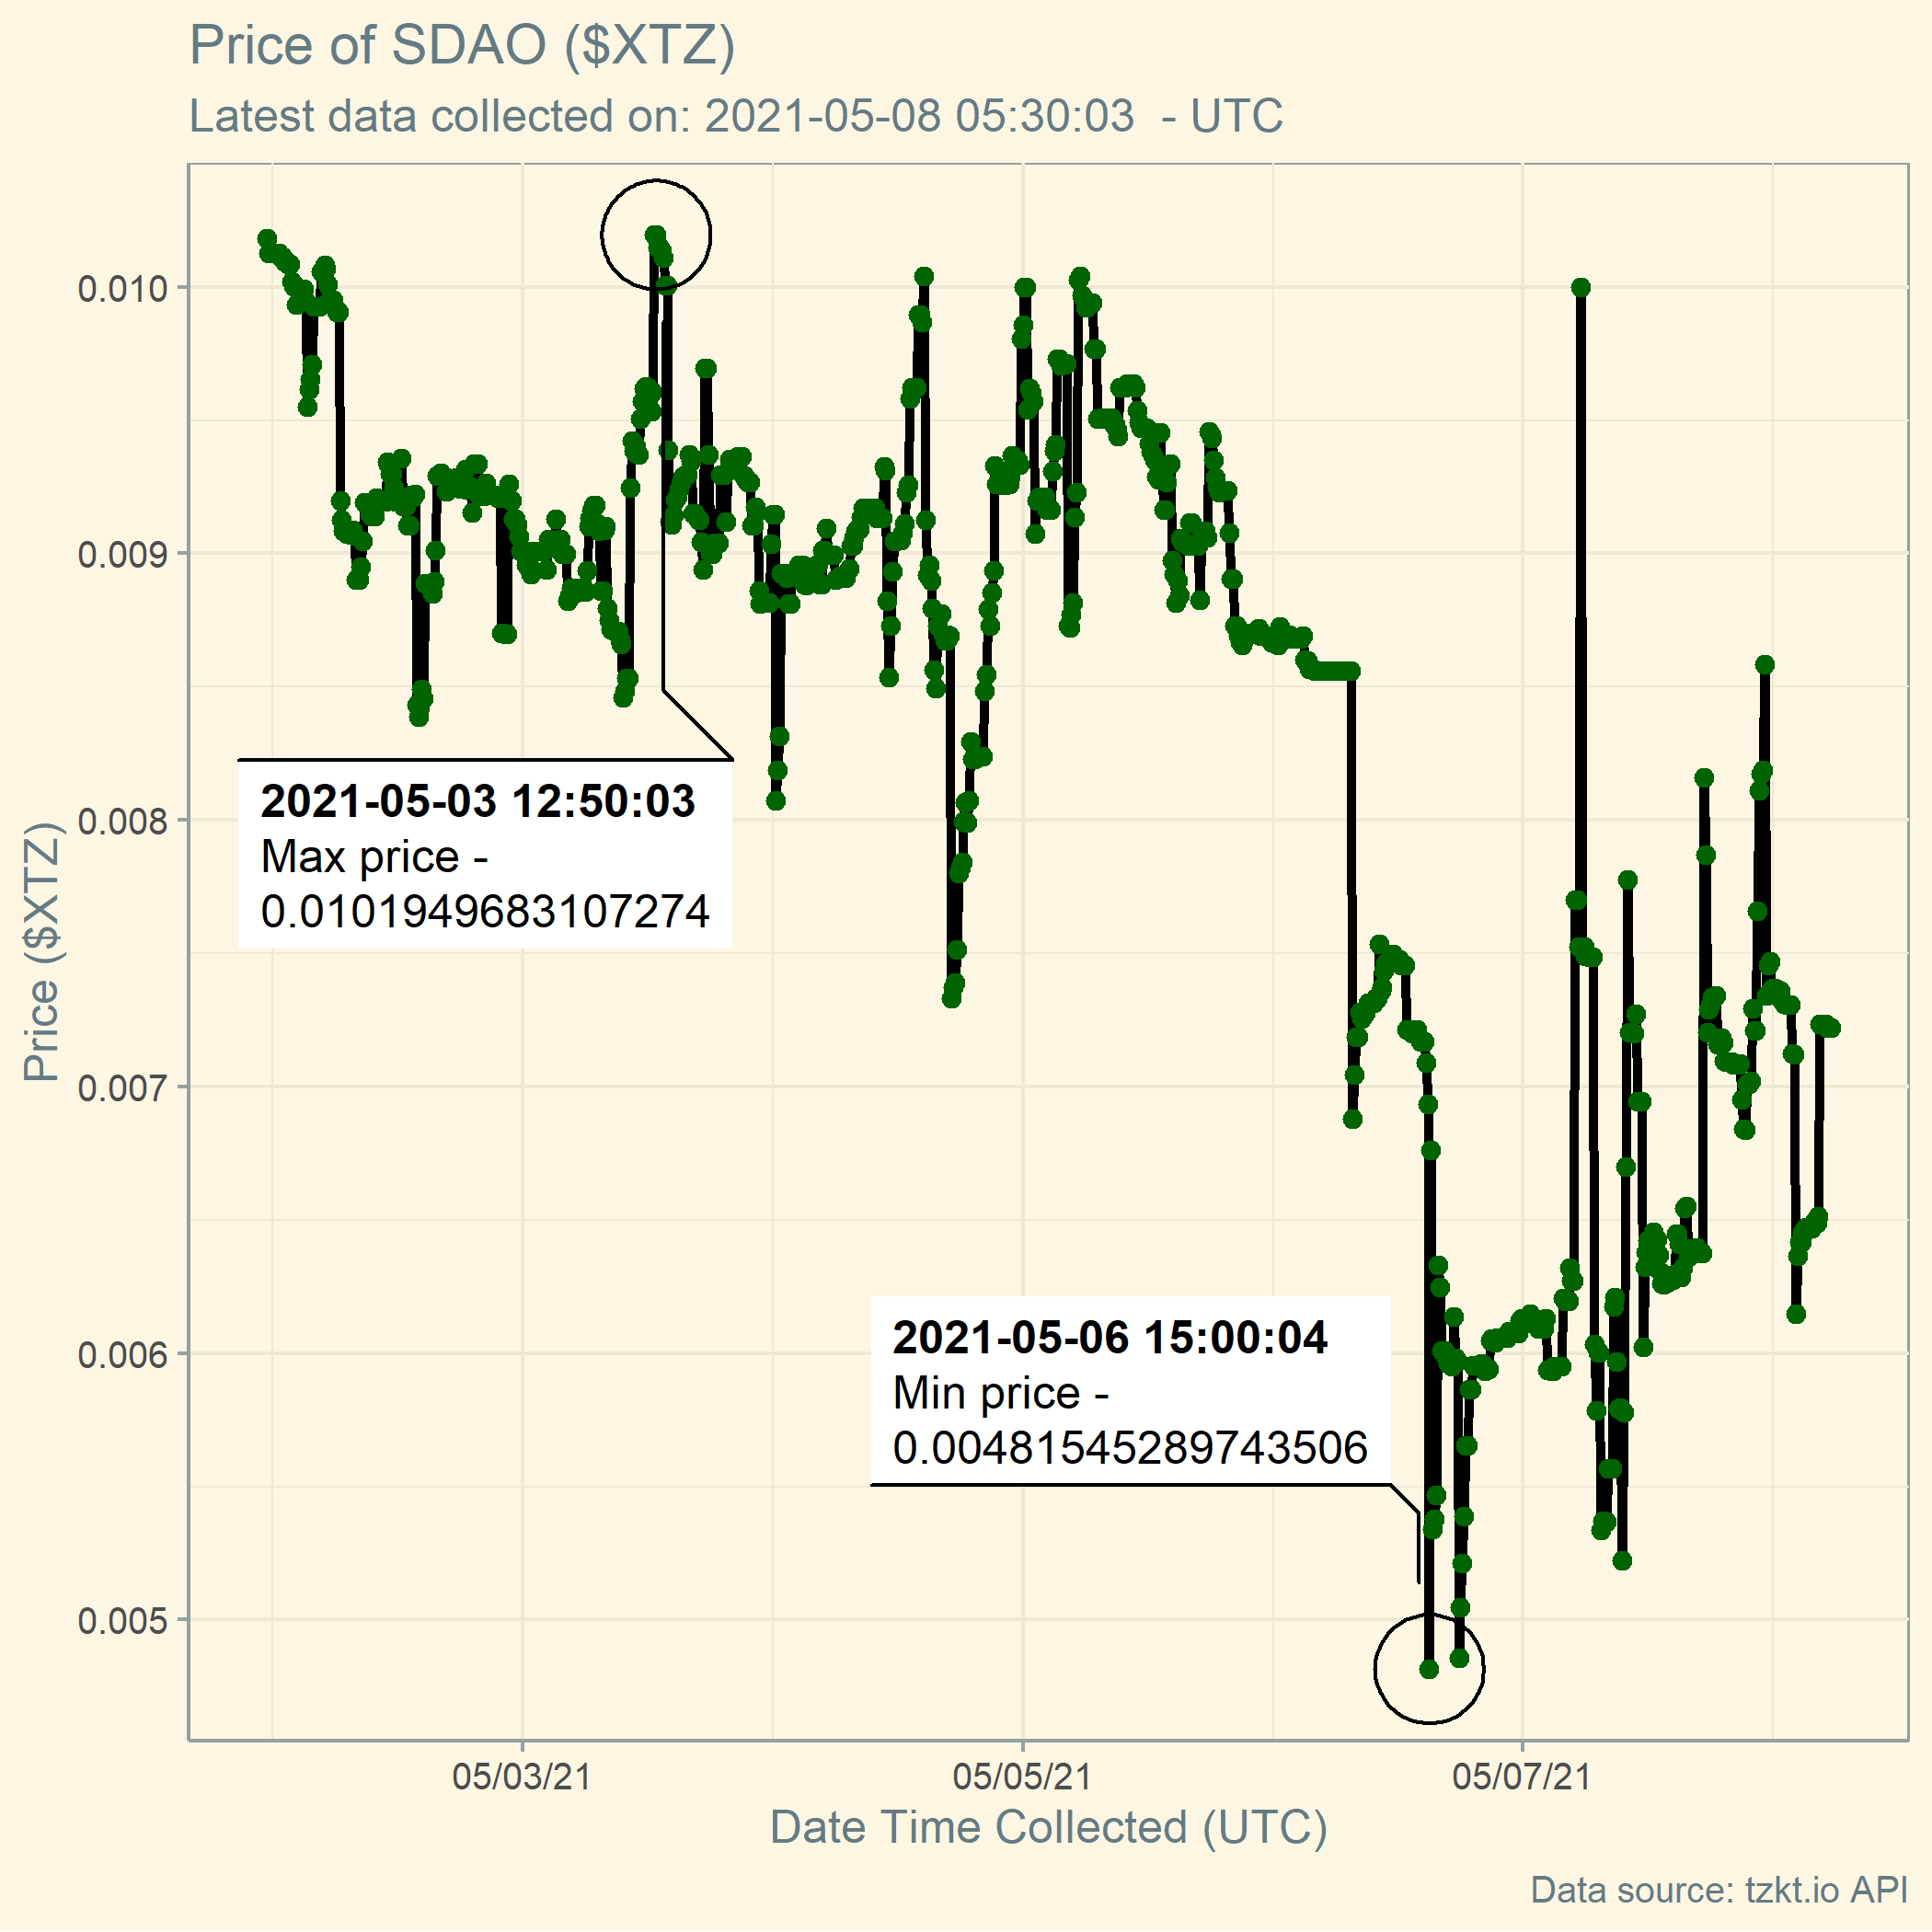 Price of SDAO ($XTZ)
Latest data collected on: 2021-05-08 05:30:03  - UTC
0.010
0.009
0.008
0.007
0.006
0.005
Price ($XTZ)
2021-05-03 12:50:03
Max price -
0.0101949683107274
2021-05-06 15:00:04
Min price -
0.00481545289743506
05/03/21
05/05/21
05/07/21
Date Time Collected (UTC)
Data source: tzkt.io API